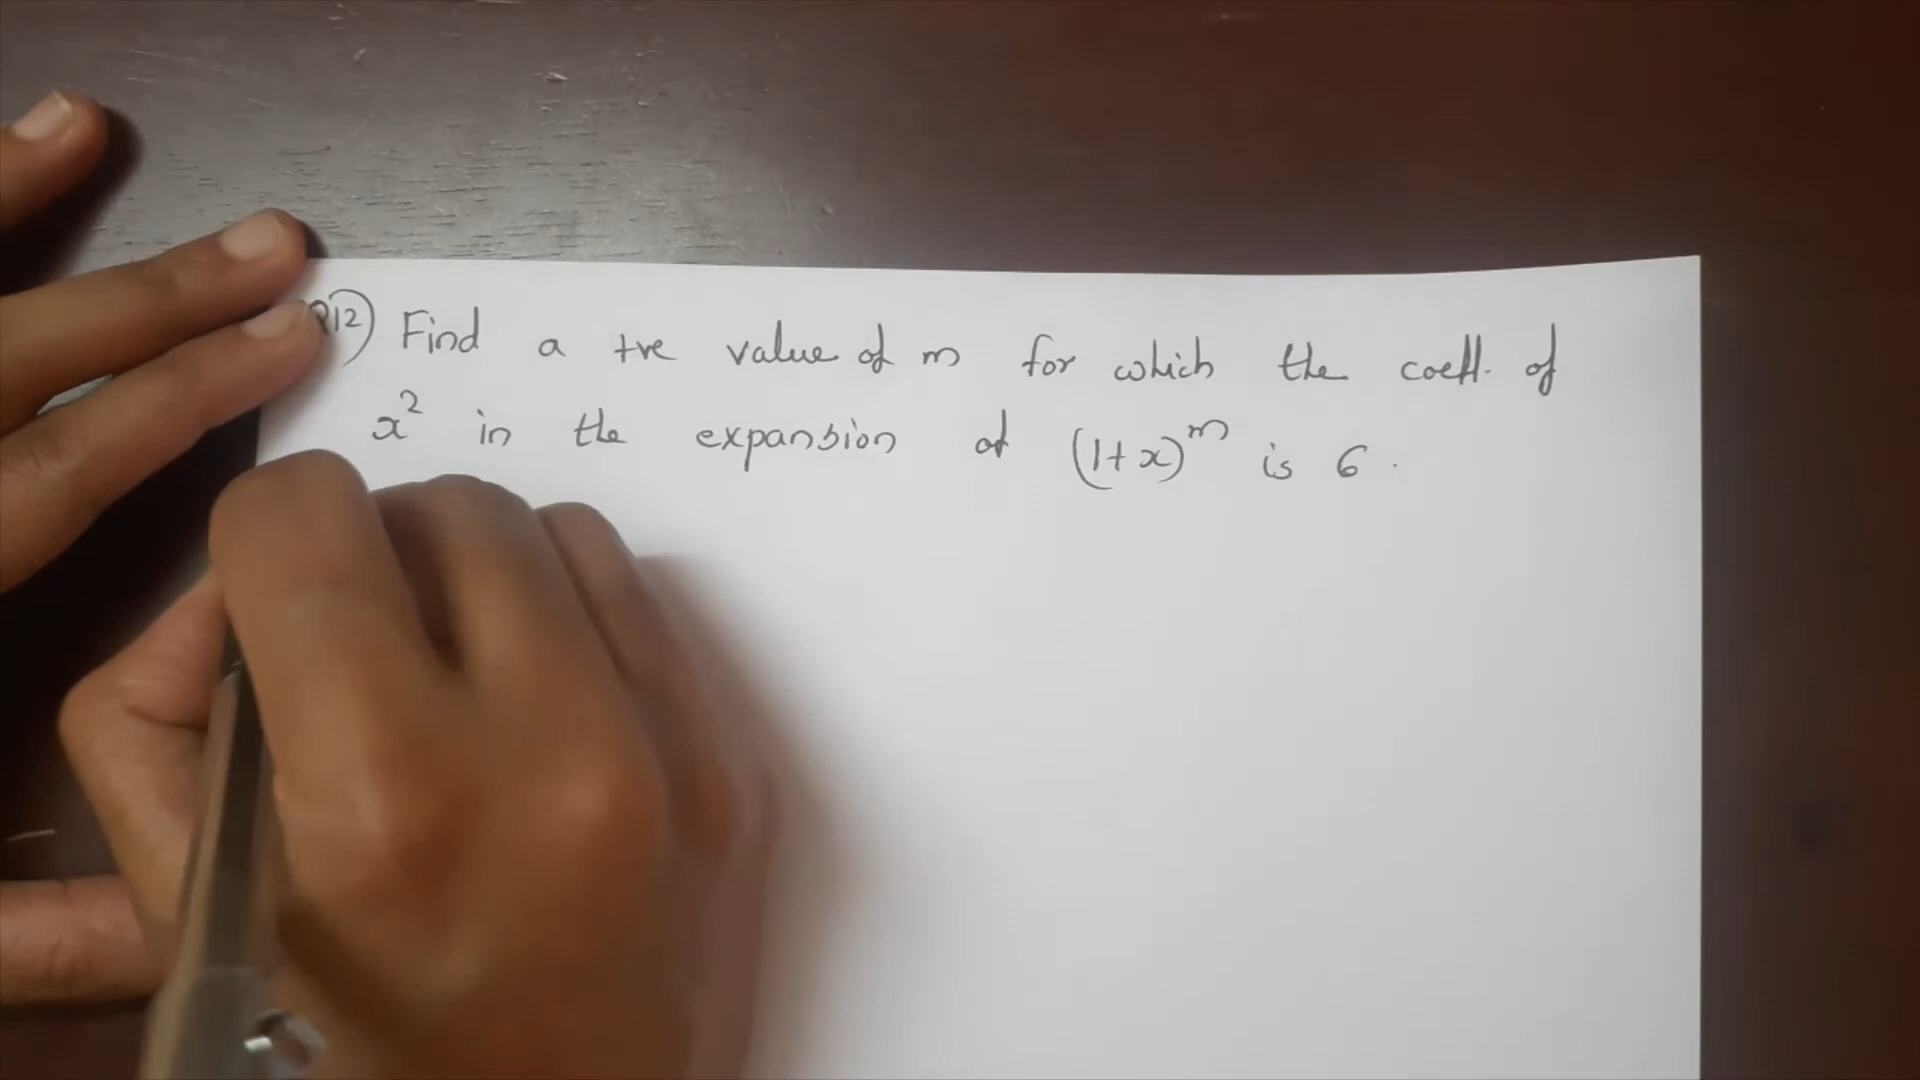 Q12) Find a +ve value of m for which the coeff. of
x² in the expansion of (1+x)ᵐ is 6.